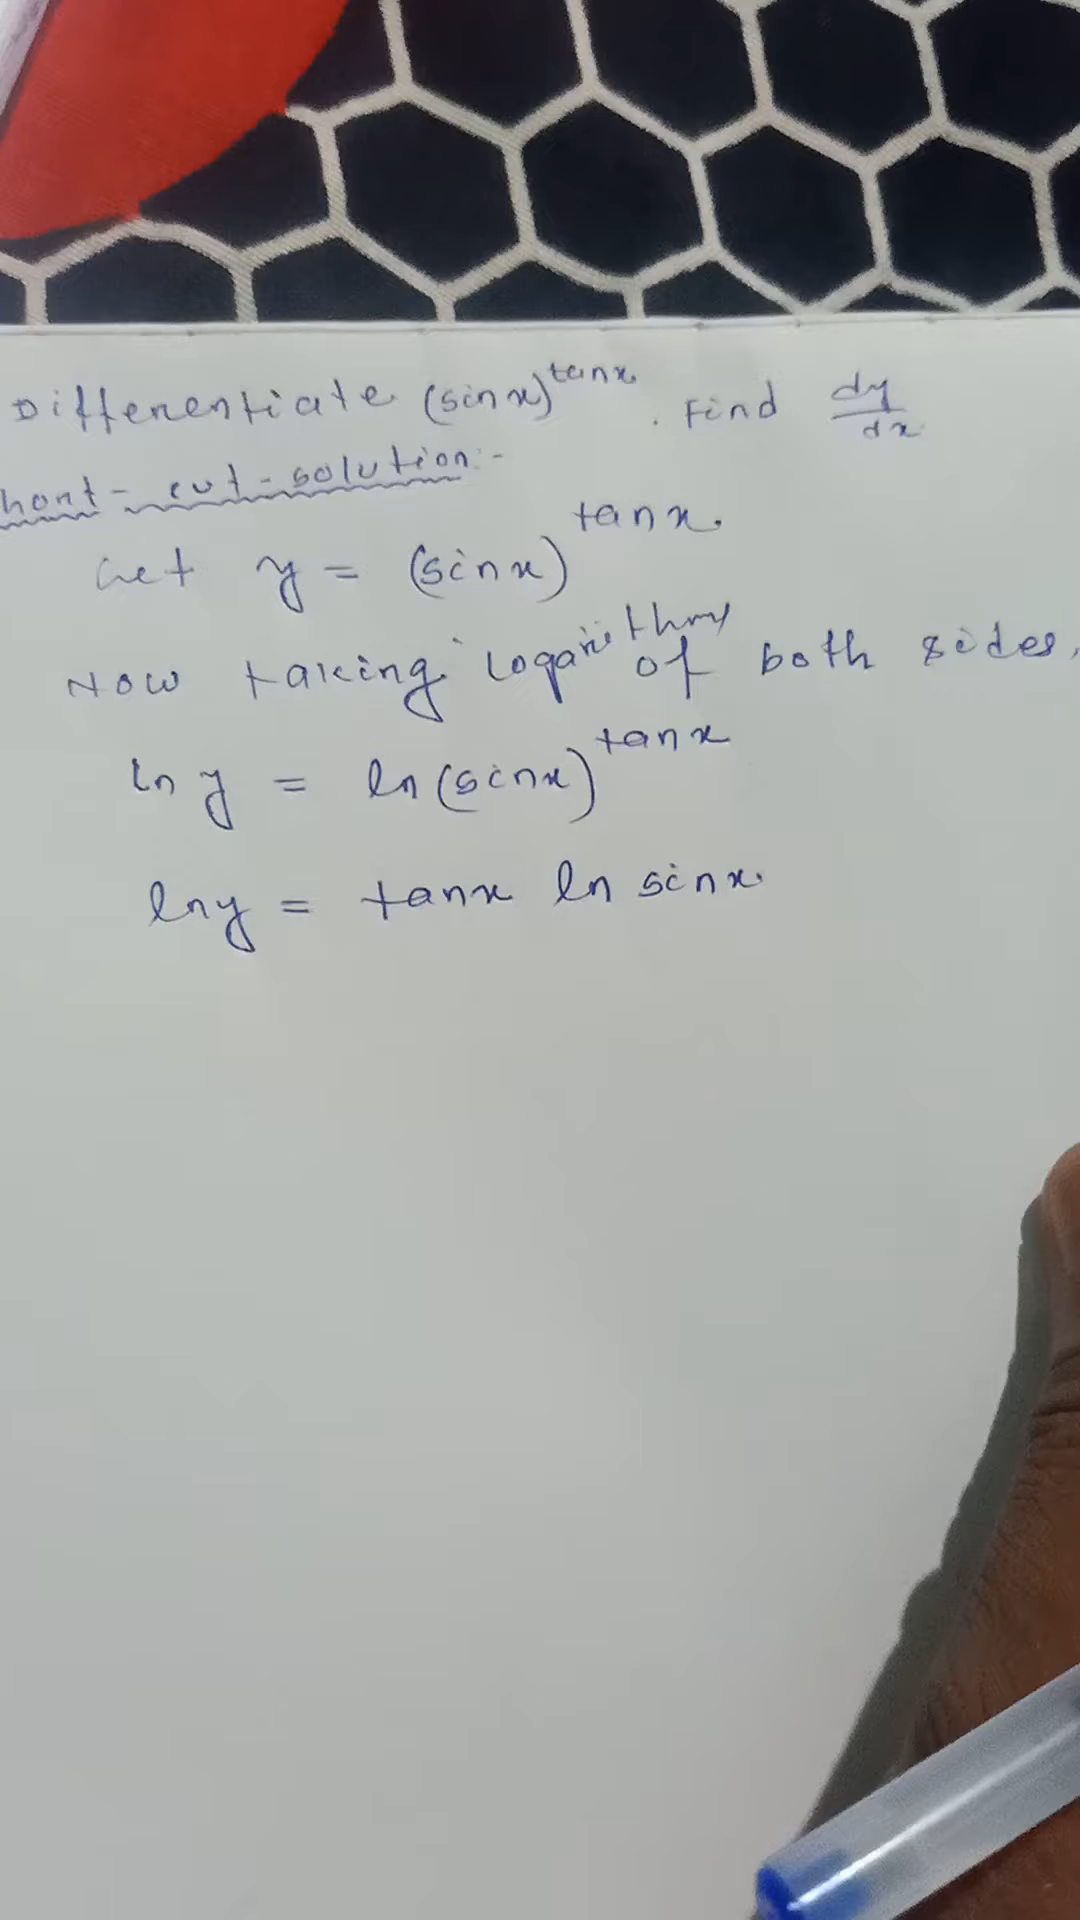 Differentiate (sinx)^tanx. Find dy/dx
hort-cut-solution:-
Let y = (sinx)^tanx.
Now taking logarithms of both sides,
ln y = ln(sinx)^tanx
lny = tanx ln sinx.